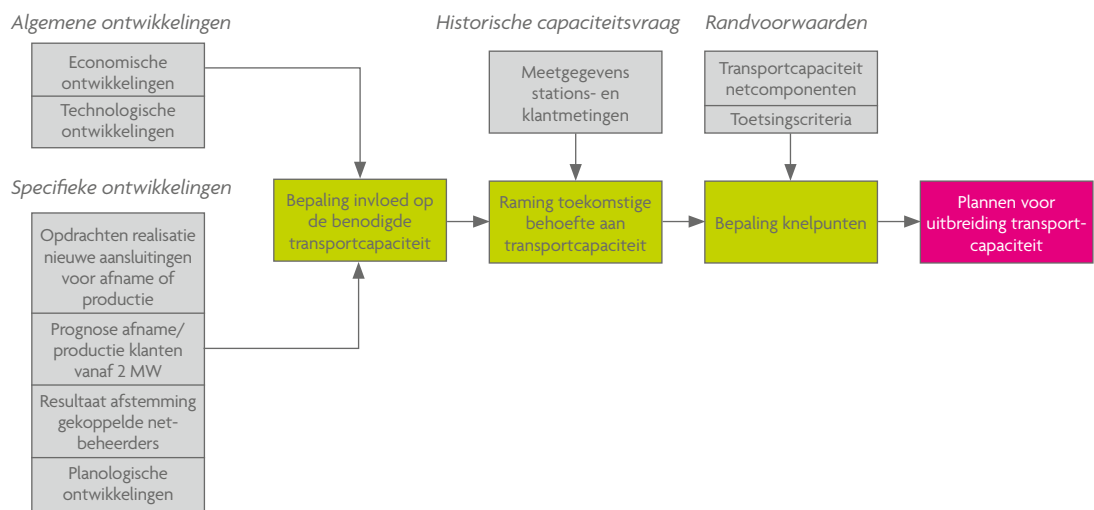 Algemene ontwikkelingen
Economische
ontwikkelingen
Technologische
ontwikkelingen
Historische capaciteitsvraag
Meetgegevens
stations- en
klantmetingen
Randvoorwaarden
Transportcapaciteit
netcomponenten
Toetsingscriteria
Specifieke ontwikkelingen
Opdrachten realisatie
nieuwe aansluitingen
voor afname of
productie
Prognose afname/
productie klanten
vanaf 2 MW
Resultaat afstemming
gekoppelde net-
beheerders
Planologische
ontwikkelingen
Bepaling invloed op
de benodigde
transportcapaciteit
Raming toekomstige
behoefte aan
transportcapaciteit
Bepaling knelpunten
Plannen voor
uitbreiding transport-
capaciteit